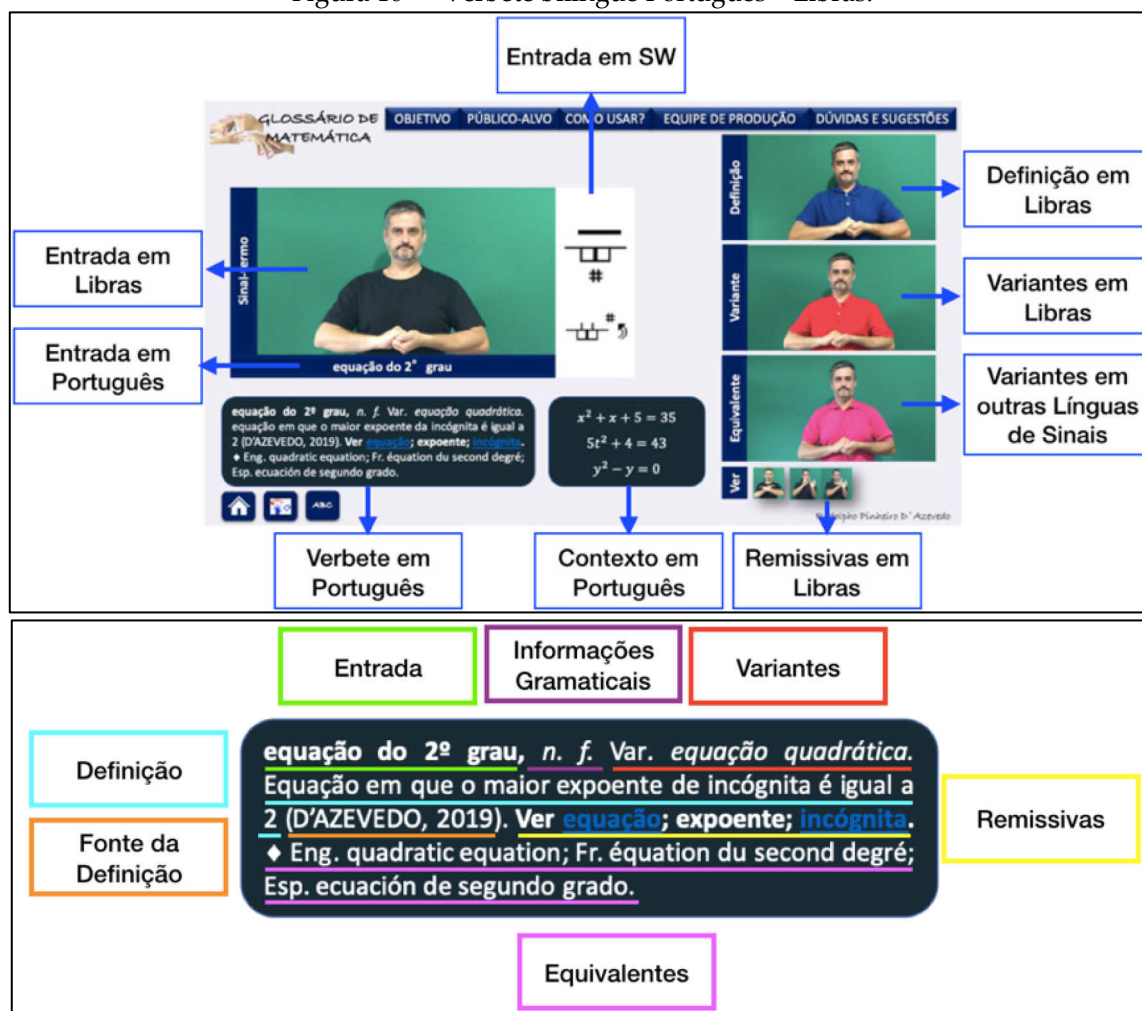 Entrada em SW
GLOSSÁRIO DE
MATEMÁTICA
OBJETIVO PÚBLICO-ALVO COMO USAR? EQUIPE DE PRODUÇÃO DÚVIDAS E SUGESTÕES
Entrada em
Libras
Entrada em
Português
Sinal-Termo
equação do 2° grau
Definição
Variante
Equivalente
Ver
Definição em
Libras
Variantes em
Libras
Variantes em
outras Línguas
de Sinais
equação do 2º grau, n. f. Var. equação quadrática.
equação em que o maior expoente da incógnita é igual a
2 (D'AZEVEDO, 2019). Ver equação; expoente; incógnita.
♦ Eng. quadratic equation; Fr. équation du second degré;
Esp. ecuación de segundo grado.
x² + x + 5 = 35
5t² + 4 = 43
y² − y = 0
ABC
Pinheiro D'Azevedo
Verbete em
Português
Contexto em
Português
Remissivas em
Libras
Entrada
Informações
Gramaticais
Variantes
Definição
Fonte da
Definição
equação do 2º grau, n. f. Var. equação quadrática.
Equação em que o maior expoente de incógnita é igual a
2 (D'AZEVEDO, 2019). Ver equação; expoente; incógnita.
♦ Eng. quadratic equation; Fr. équation du second degré;
Esp. ecuación de segundo grado.
Remissivas
Equivalentes